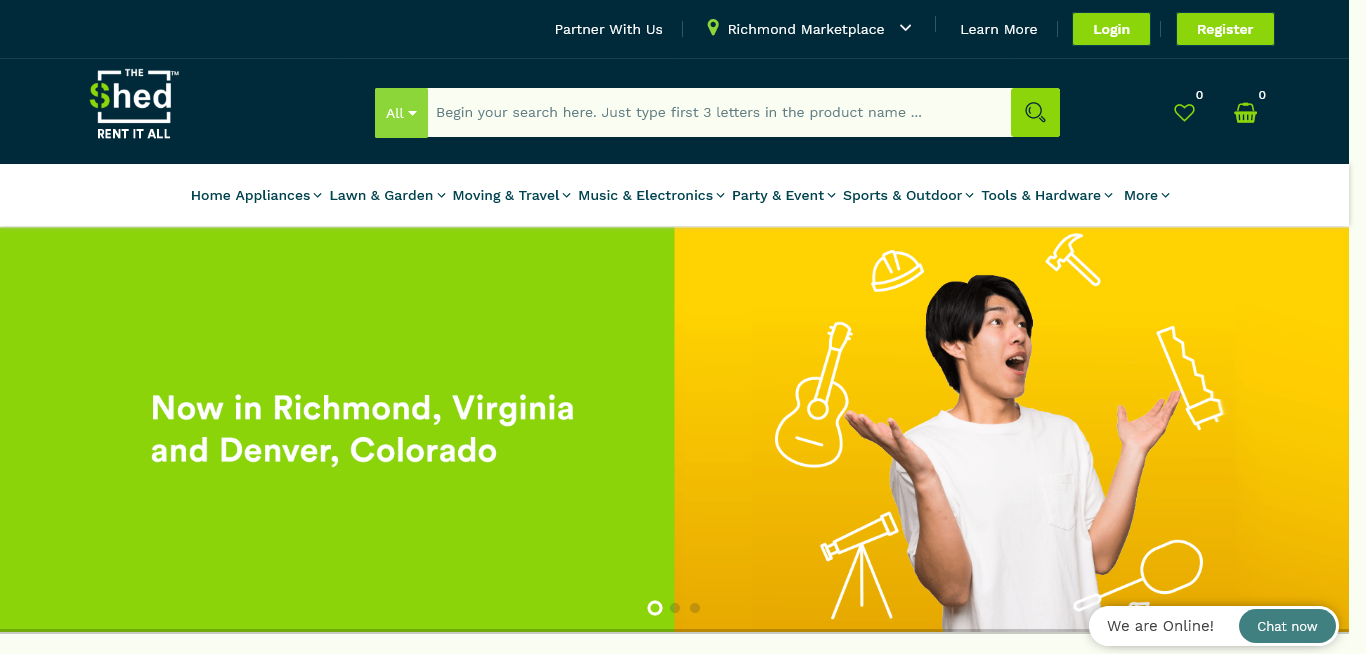 Partner With Us
Richmond Marketplace
Learn More
Login
Register
THE
$hed™
RENT IT ALL
All
Begin your search here. Just type first 3 letters in the product name ...
0
0
Home Appliances
Lawn & Garden
Moving & Travel
Music & Electronics
Party & Event
Sports & Outdoor
Tools & Hardware
More
Now in Richmond, Virginia
and Denver, Colorado
We are Online!
Chat now